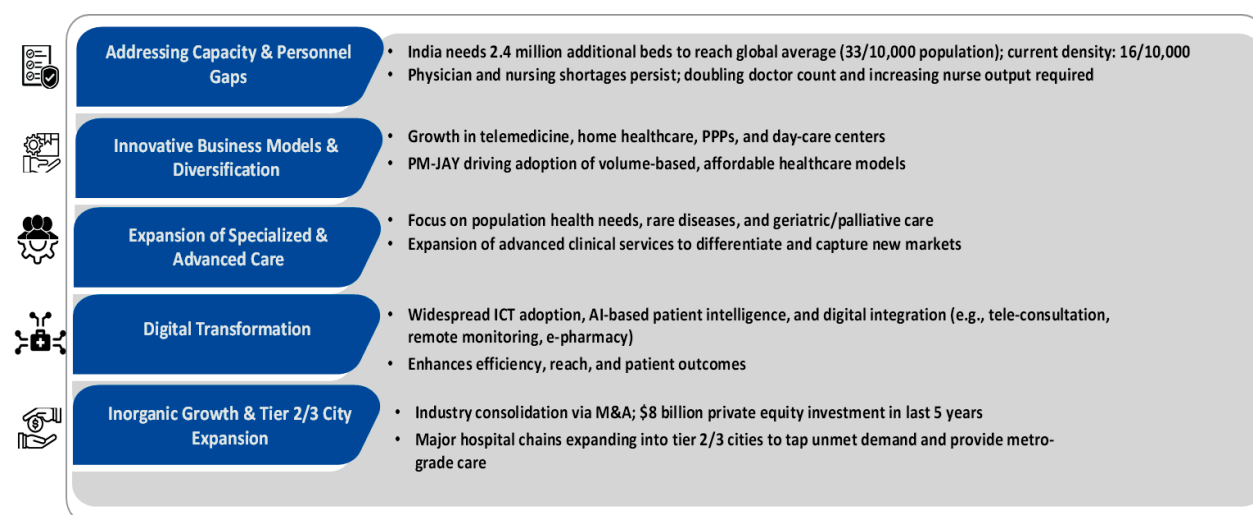 Addressing Capacity & Personnel
Gaps
• India needs 2.4 million additional beds to reach global average (33/10,000 population); current density: 16/10,000
• Physician and nursing shortages persist; doubling doctor count and increasing nurse output required
Innovative Business Models &
Diversification
• Growth in telemedicine, home healthcare, PPPs, and day-care centers
• PM-JAY driving adoption of volume-based, affordable healthcare models
Expansion of Specialized &
Advanced Care
• Focus on population health needs, rare diseases, and geriatric/palliative care
• Expansion of advanced clinical services to differentiate and capture new markets
Digital Transformation
• Widespread ICT adoption, AI-based patient intelligence, and digital integration (e.g., tele-consultation,
remote monitoring, e-pharmacy)
• Enhances efficiency, reach, and patient outcomes
Inorganic Growth & Tier 2/3 City
Expansion
• Industry consolidation via M&A; $8 billion private equity investment in last 5 years
• Major hospital chains expanding into tier 2/3 cities to tap unmet demand and provide metro-
grade care